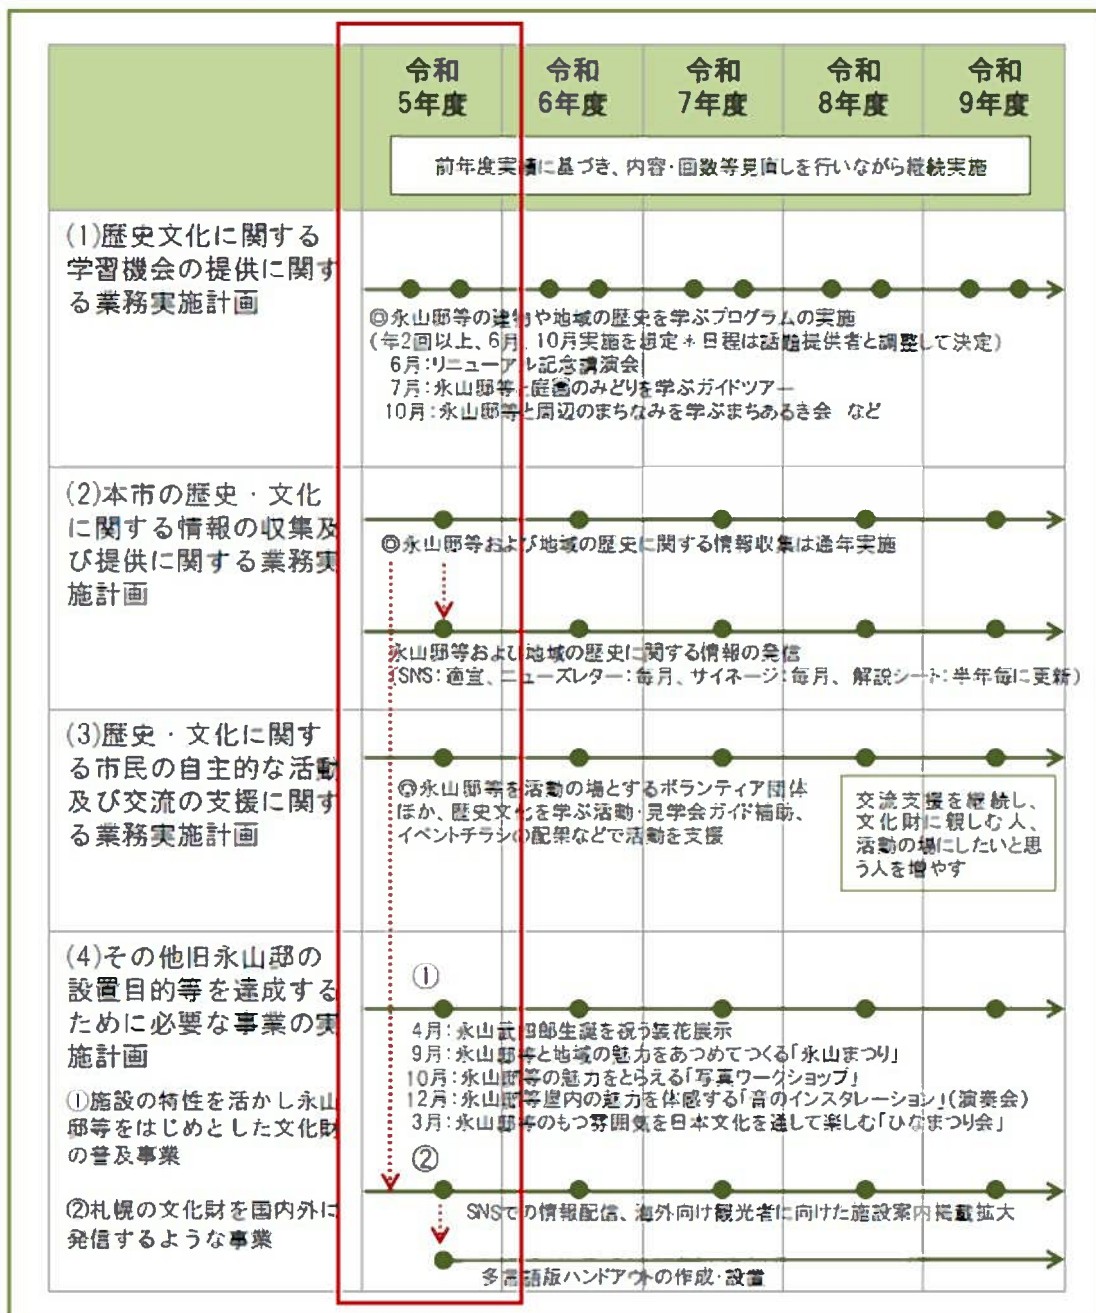 令和
5年度
令和
6年度
令和
7年度
令和
8年度
令和
9年度
前年度実績に基づき、内容・回数等見直しを行いながら継続実施
(1)歴史文化に関する
学習機会の提供に関す
る業務実施計画
◎永山邸等の建物や地域の歴史を学ぶプログラムの実施
(年2回以上、6月、10月実施を想定＊日程は話題提供者と調整して決定)
6月:リニューアル記念講演会
7月:永山邸等と庭園のみどりを学ぶガイドツアー
10月:永山邸等と周辺のまちなみを学ぶまちあるき会 など
(2)本市の歴史・文化
に関する情報の収集及
び提供に関する業務実
施計画
◎永山邸等および地域の歴史に関する情報収集は通年実施
永山邸等および地域の歴史に関する情報の発信
(SNS:適宜、ニューズレター:毎月、サイネージ:毎月、解説シート:半年毎に更新)
(3)歴史・文化に関す
る市民の自主的な活動
及び交流の支援に関す
る業務実施計画
◎永山邸等を活動の場とするボランティア団体
ほか、歴史文化を学ぶ活動・見学会ガイド補助、
イベントチラシの配架などで活動を支援
交流支援を継続し、
文化財に親しむ人、
活動の場にしたいと思
う人を増やす
(4)その他旧永山邸の
設置目的等を達成する
ために必要な事業の実
施計画
①施設の特性を活かし永山
邸等をはじめとした文化財
の普及事業
②札幌の文化財を国内外に
発信するような事業
①
4月:永山武四郎生誕を祝う装花展示
9月:永山邸等と地域の魅力をあつめてつくる「永山まつり」
10月:永山邸等の魅力をとらえる「写真ワークショップ」
12月:永山邸等屋内の魅力を体感する「音のインスタレーション」(演奏会)
3月:永山邸等のもつ雰囲気を日本文化を通して楽しむ「ひなまつり会」
②
SNSでの情報配信、海外向け観光者に向けた施設案内掲載拡大
多言語版ハンドアウトの作成・設置